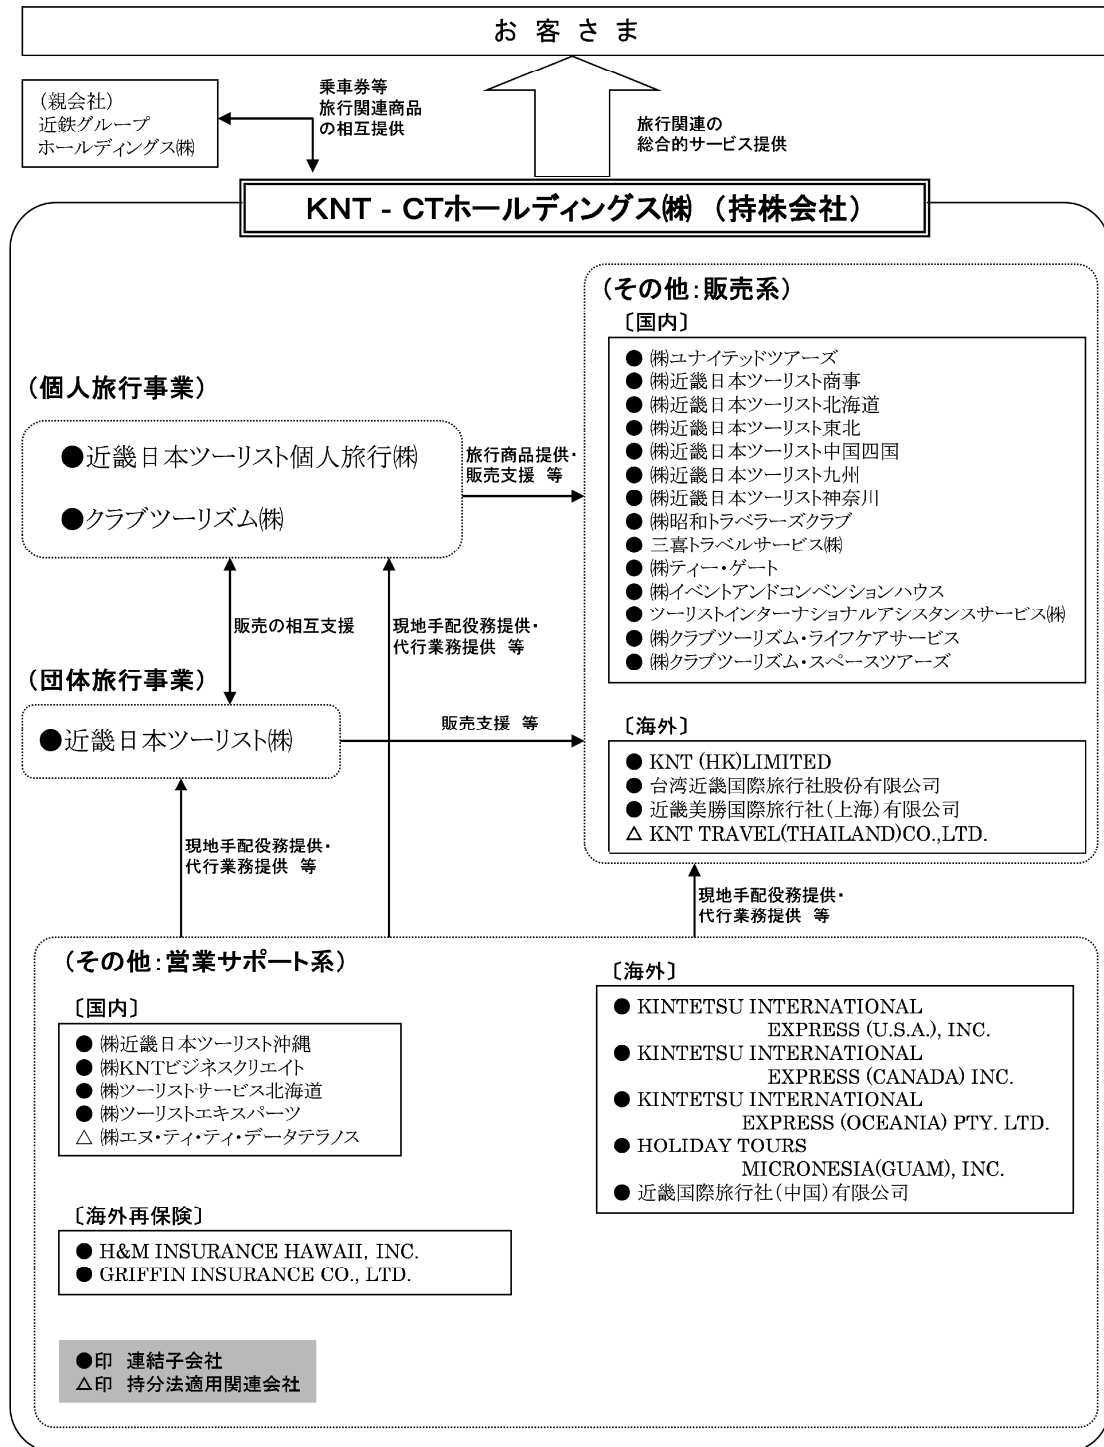 お 客 さ ま
(親会社)
近鉄グループ
ホールディングス㈱
乗車券等
旅行関連商品
の相互提供
旅行関連の
総合的サービス提供
KNT - CTホールディングス㈱ （持株会社）
（個人旅行事業）
●近畿日本ツーリスト個人旅行㈱
●クラブツーリズム㈱
旅行商品提供・
販売支援 等
販売の相互支援
現地手配役務提供・
代行業務提供 等
（団体旅行事業）
●近畿日本ツーリスト㈱
販売支援 等
現地手配役務提供・
代行業務提供 等
（その他：販売系）
〔国内〕
● ㈱ユナイテッドツアーズ
● ㈱近畿日本ツーリスト商事
● ㈱近畿日本ツーリスト北海道
● ㈱近畿日本ツーリスト東北
● ㈱近畿日本ツーリスト中国四国
● ㈱近畿日本ツーリスト九州
● ㈱近畿日本ツーリスト神奈川
● ㈱昭和トラベラーズクラブ
● 三喜トラベルサービス㈱
● ㈱ティー・ゲート
● ㈱イベントアンドコンベンションハウス
● ツーリストインターナショナルアシスタンスサービス㈱
● ㈱クラブツーリズム・ライフケアサービス
● ㈱クラブツーリズム・スペースツアーズ
〔海外〕
● KNT (HK)LIMITED
● 台湾近畿国際旅行社股份有限公司
● 近畿美勝国際旅行社(上海)有限公司
△ KNT TRAVEL(THAILAND)CO.,LTD.
現地手配役務提供・
代行業務提供 等
（その他：営業サポート系）
〔国内〕
● ㈱近畿日本ツーリスト沖縄
● ㈱KNTビジネスクリエイト
● ㈱ツーリストサービス北海道
● ㈱ツーリストエキスパーツ
△ ㈱エヌ・ティ・ティ・データテラノス
〔海外再保険〕
● H&M INSURANCE HAWAII, INC.
● GRIFFIN INSURANCE CO., LTD.
〔海外〕
● KINTETSU INTERNATIONAL
EXPRESS (U.S.A.), INC.
● KINTETSU INTERNATIONAL
EXPRESS (CANADA) INC.
● KINTETSU INTERNATIONAL
EXPRESS (OCEANIA) PTY. LTD.
● HOLIDAY TOURS
MICRONESIA(GUAM), INC.
● 近畿国際旅行社(中国)有限公司
●印 連結子会社
△印 持分法適用関連会社